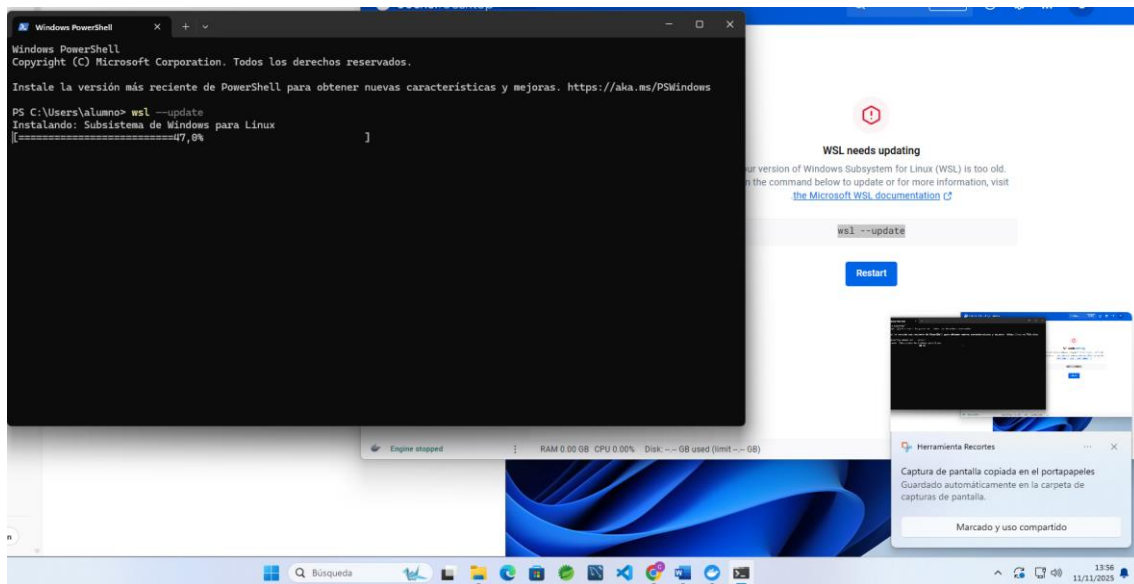 Windows PowerShell
Windows PowerShell
Copyright (C) Microsoft Corporation. Todos los derechos reservados.
Instale la versión más reciente de PowerShell para obtener nuevas características y mejoras. https://aka.ms/PSWindows
PS C:\Users\alumno> wsl --update
Instalando: Subsistema de Windows para Linux
[==========================47,0% ]
WSL needs updating
version of Windows Subsystem for Linux (WSL) is too old.
the command below to update or for more information, visit
the Microsoft WSL documentation
wsl --update
Restart
Engine stopped
RAM 0.00 GB CPU 0.00% Disk: --.-- GB used (limit --.-- GB)
Herramienta Recortes
Captura de pantalla copiada en el portapapeles
Guardado automáticamente en la carpeta de
capturas de pantalla.
Marcado y uso compartido
Búsqueda
13:56
11/11/2025